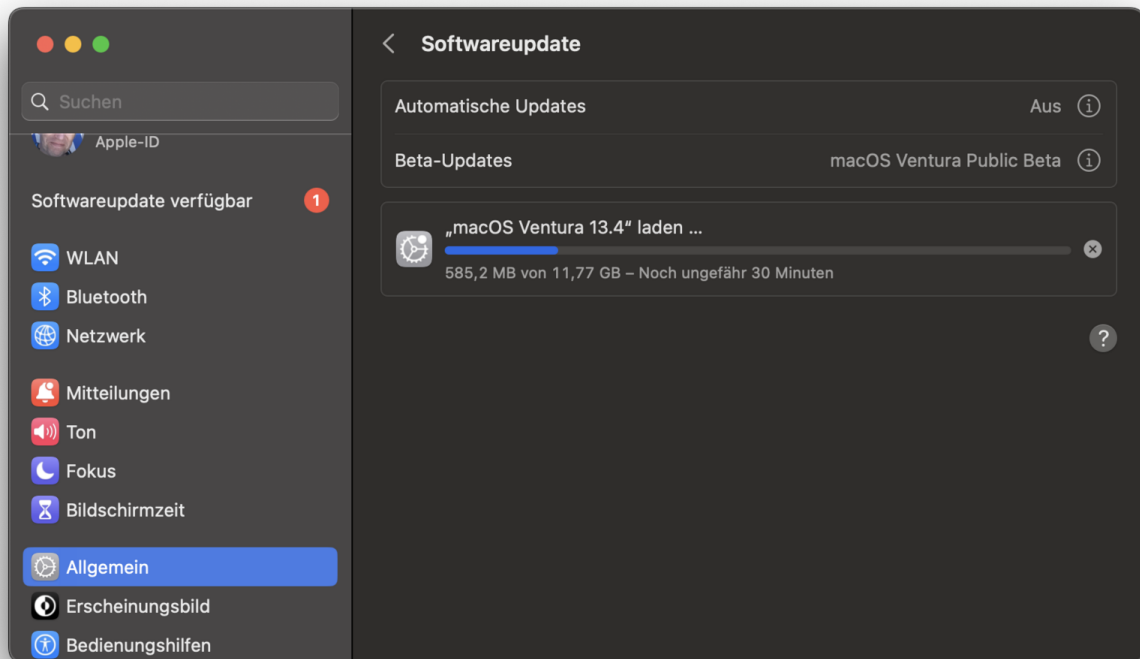 Softwareupdate
Suchen
Apple-ID
Softwareupdate verfügbar
1
WLAN
Bluetooth
Netzwerk
Mitteilungen
Ton
Fokus
Bildschirmzeit
Allgemein
Erscheinungsbild
Bedienungshilfen
Automatische Updates Aus
Beta-Updates macOS Ventura Public Beta
„macOS Ventura 13.4“ laden ...
585,2 MB von 11,77 GB – Noch ungefähr 30 Minuten
?